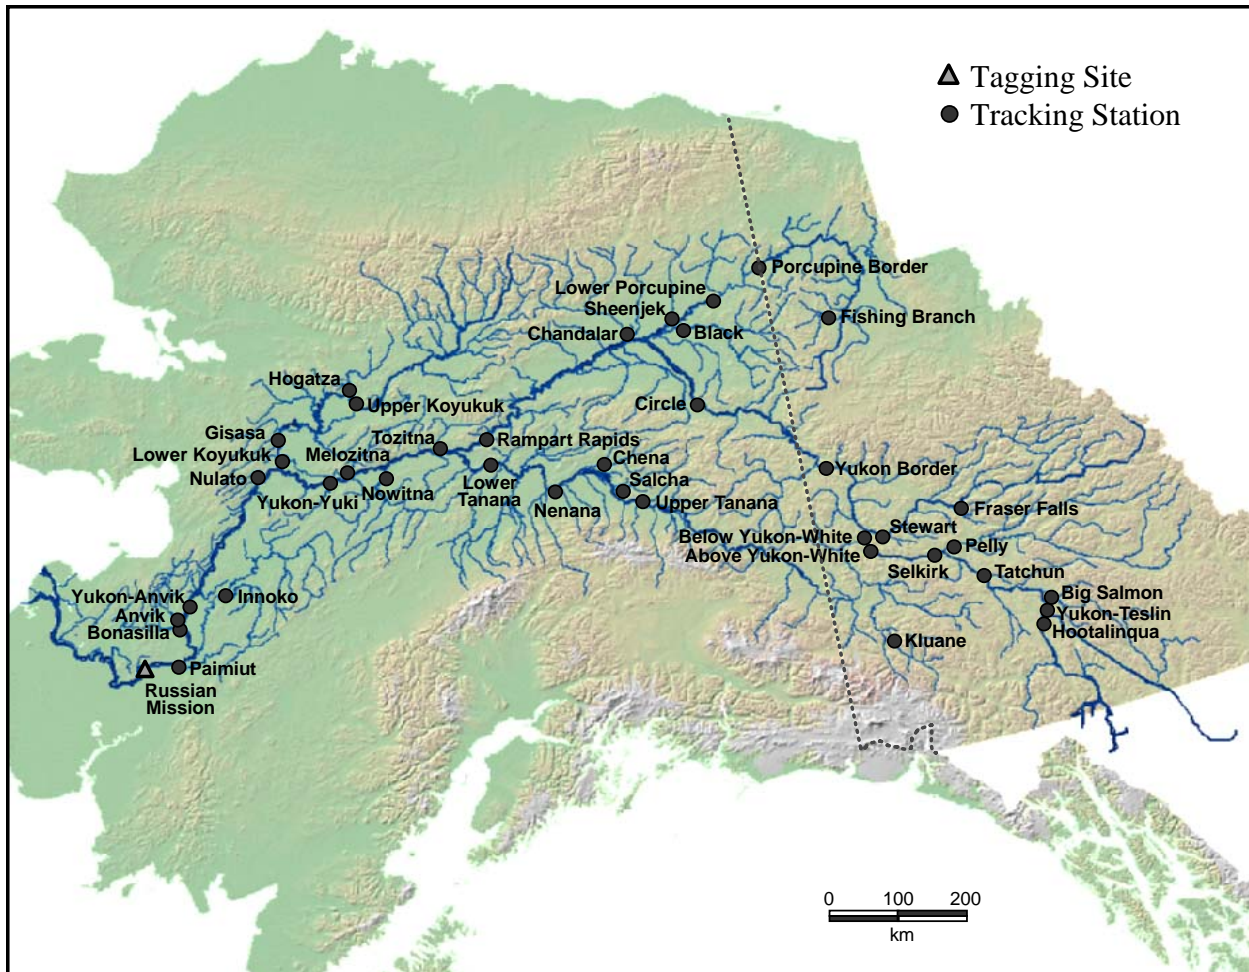 Tagging Site
Tracking Station
Porcupine Border
Lower Porcupine
Sheenjek
Fishing Branch
Chandalar
Black
Hogatza
Upper Koyukuk
Circle
Gisasa
Tozitna
Rampart Rapids
Lower Koyukuk
Melozitna
Chena
Yukon Border
Nulato
Nowitna
Lower
Tanana
Salcha
Yukon-Yuki
Nenana
Upper Tanana
Fraser Falls
Below Yukon-White
Stewart
Above Yukon-White
Pelly
Selkirk
Tatchun
Yukon-Anvik
Innoko
Big Salmon
Anvik
Yukon-Teslin
Bonasilla
Hootalinqua
Kluane
Paimiut
Russian
Mission
0 100 200
km